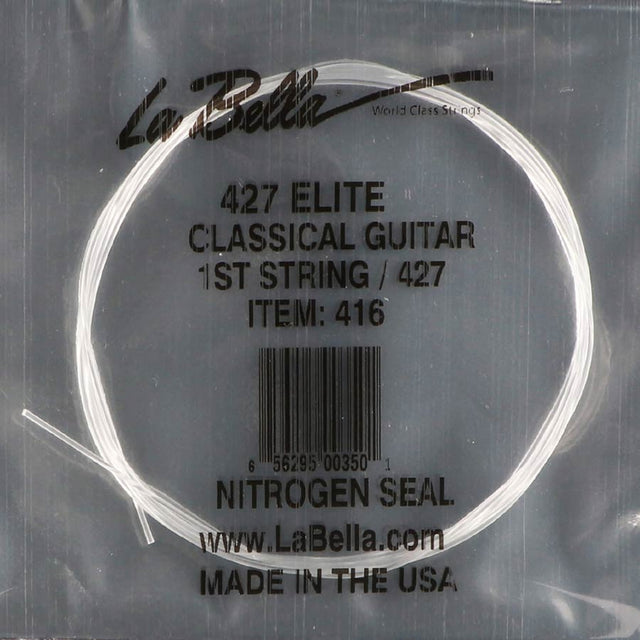 La Bella®
World Class Strings
427 ELITE
CLASSICAL GUITAR
1ST STRING / 427
ITEM: 416
6 56295 00350 1
NITROGEN SEAL
www.LaBella.com
MADE IN THE USA